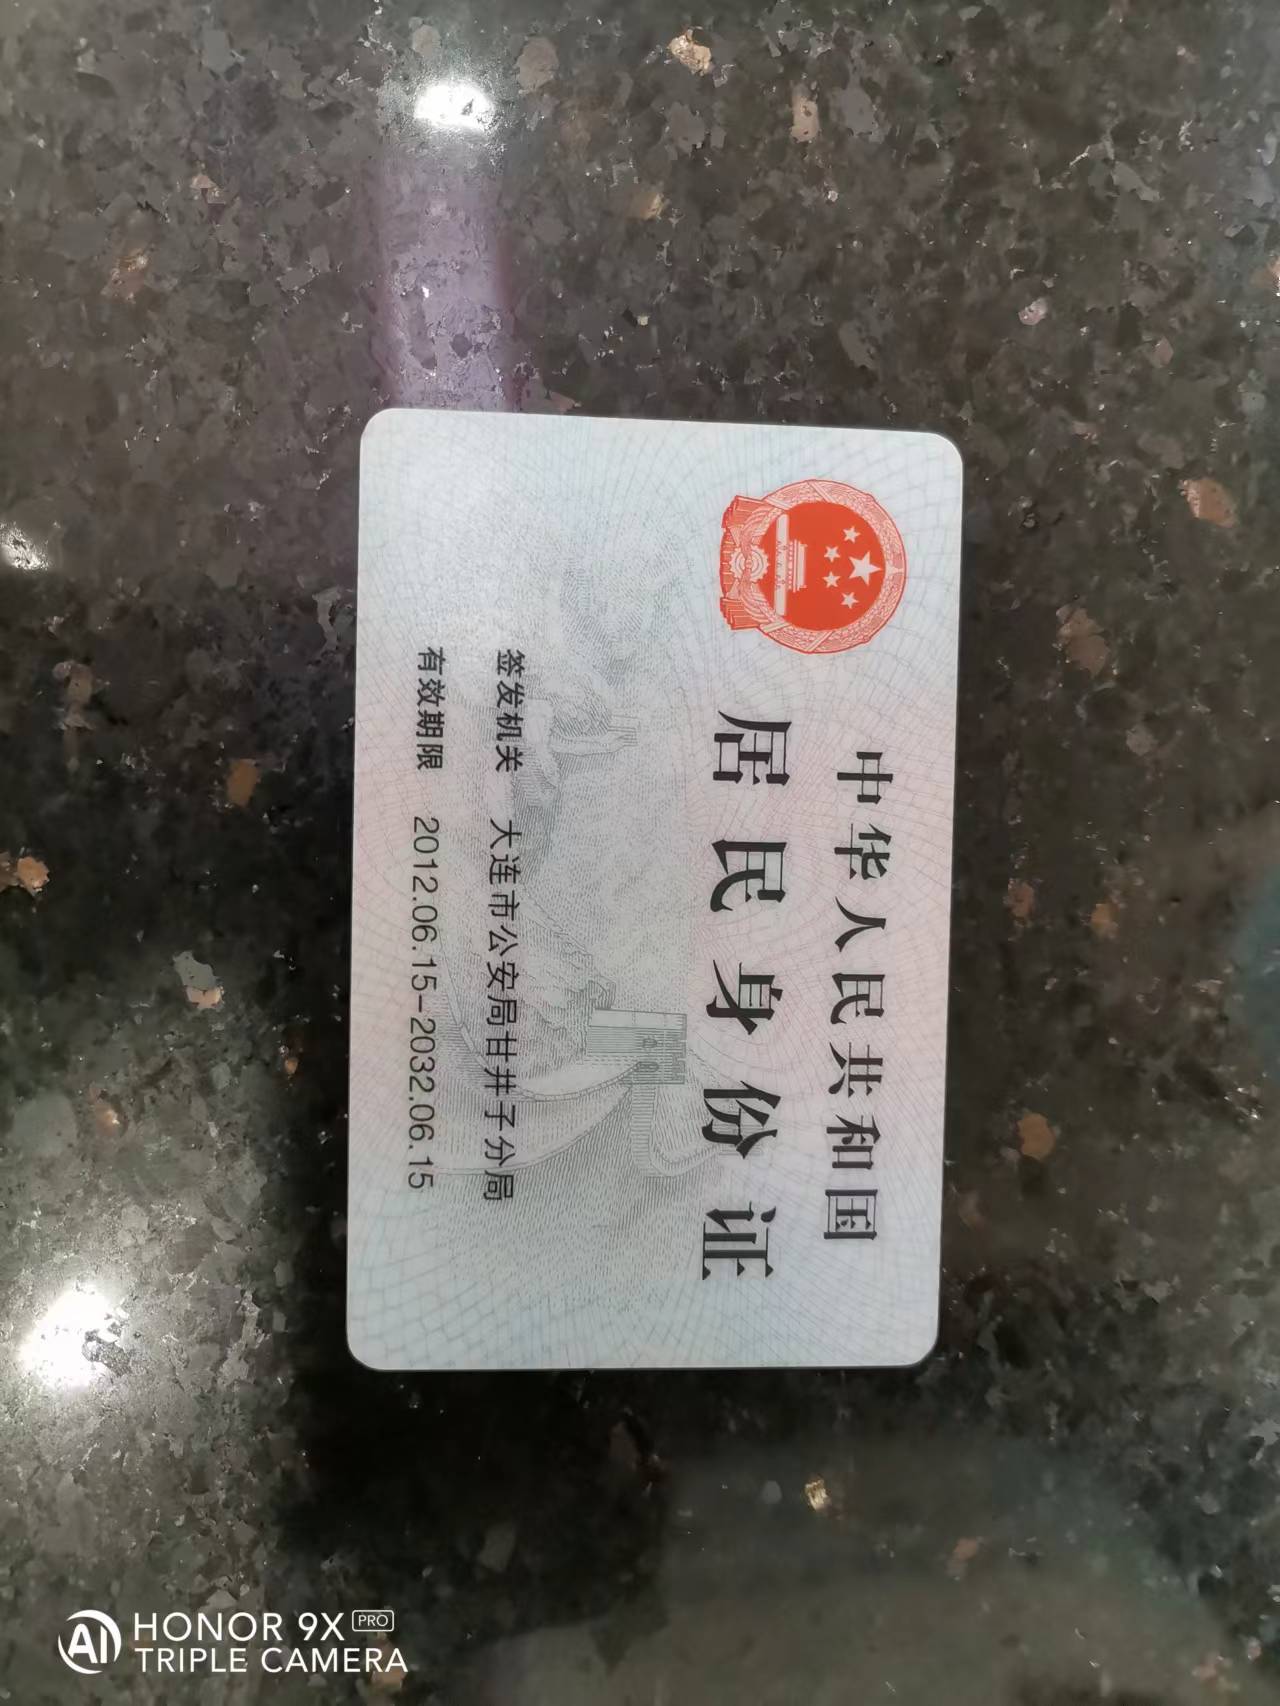 中华人民共和国
居民身份证
签发机关 大连市公安局甘井子分局
有效期限 2012.06.15-2032.06.15
AI HONOR 9X PRO
TRIPLE CAMERA